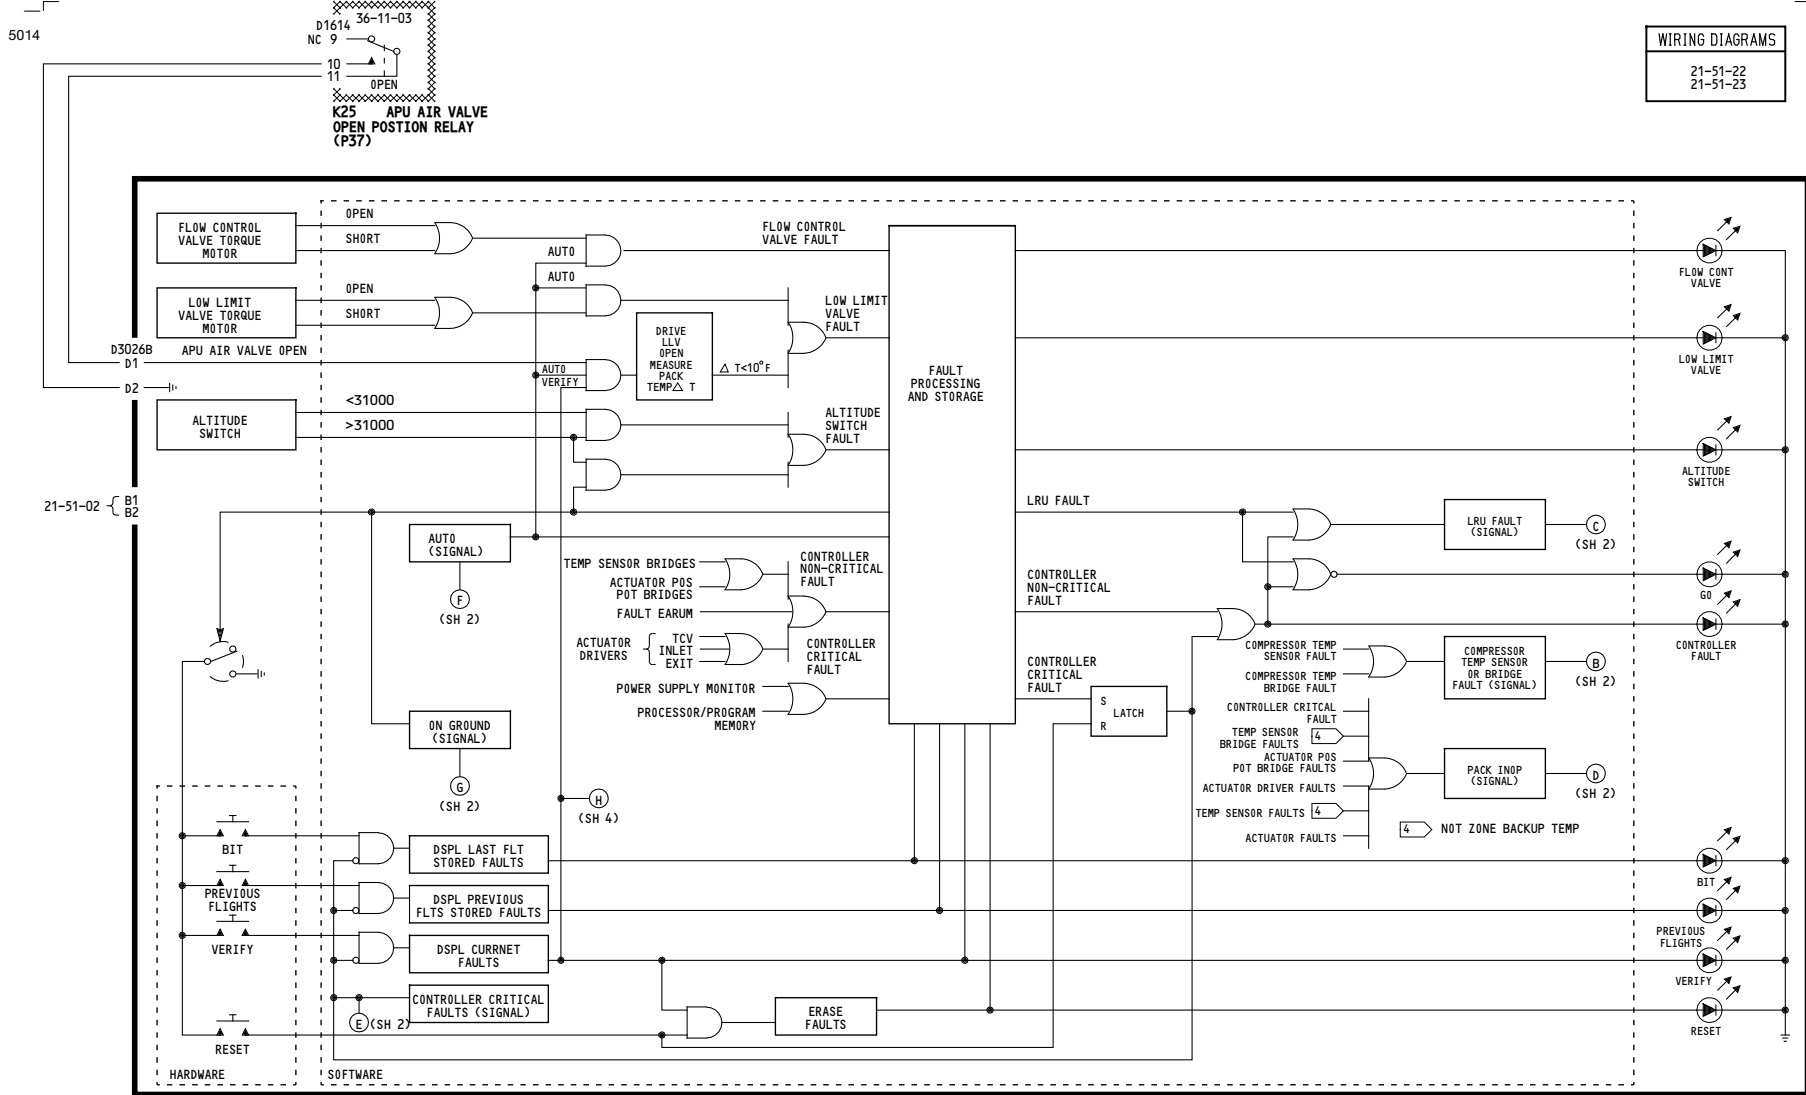 5014
36-11-03
D1614
NC 9
10
11
OPEN
K25 APU AIR VALVE
OPEN POSTION RELAY
(P37)
WIRING DIAGRAMS
21-51-22
21-51-23
FLOW CONTROL
VALVE TORQUE
MOTOR
OPEN
SHORT
AUTO
FLOW CONTROL
VALVE FAULT
FLOW CONT
VALVE
LOW LIMIT
VALVE TORQUE
MOTOR
OPEN
SHORT
AUTO
LOW LIMIT
VALVE
FAULT
LOW LIMIT
VALVE
D3026B
D1
APU AIR VALVE OPEN
AUTO
VERIFY
DRIVE
LLV
OPEN
MEASURE
PACK
TEMP△ T
△ T<10°F
D2
ALTITUDE
SWITCH
<31000
>31000
ALTITUDE
SWITCH
FAULT
FAULT
PROCESSING
AND STORAGE
ALTITUDE
SWITCH
21-51-02
B1
B2
LRU FAULT
LRU FAULT
(SIGNAL)
C
(SH 2)
AUTO
(SIGNAL)
F
(SH 2)
TEMP SENSOR BRIDGES
ACTUATOR POS
POT BRIDGES
FAULT EARUM
CONTROLLER
NON-CRITICAL
FAULT
ACTUATOR
DRIVERS
TCV
INLET
EXIT
CONTROLLER
CRITICAL
FAULT
POWER SUPPLY MONITOR
PROCESSOR/PROGRAM
MEMORY
CONTROLLER
NON-CRITICAL
FAULT
CONTROLLER
CRITICAL
FAULT
S
LATCH
R
GO
CONTROLLER
FAULT
COMPRESSOR TEMP
SENSOR FAULT
COMPRESSOR TEMP
BRIDGE FAULT
COMPRESSOR
TEMP SENSOR
OR BRIDGE
FAULT (SIGNAL)
B
(SH 2)
CONTROLLER CRITCAL
FAULT
TEMP SENSOR
BRIDGE FAULTS
4
ACTUATOR POS
POT BRIDGE FAULTS
ACTUATOR DRIVER FAULTS
TEMP SENSOR FAULTS
4
ACTUATOR FAULTS
PACK INOP
(SIGNAL)
D
(SH 2)
4 NOT ZONE BACKUP TEMP
ON GROUND
(SIGNAL)
G
(SH 2)
H
(SH 4)
BIT
DSPL LAST FLT
STORED FAULTS
BIT
PREVIOUS
FLIGHTS
DSPL PREVIOUS
FLTS STORED FAULTS
PREVIOUS
FLIGHTS
VERIFY
DSPL CURRNET
FAULTS
VERIFY
CONTROLLER CRITICAL
FAULTS (SIGNAL)
E
(SH 2)
RESET
ERASE
FAULTS
RESET
HARDWARE
SOFTWARE